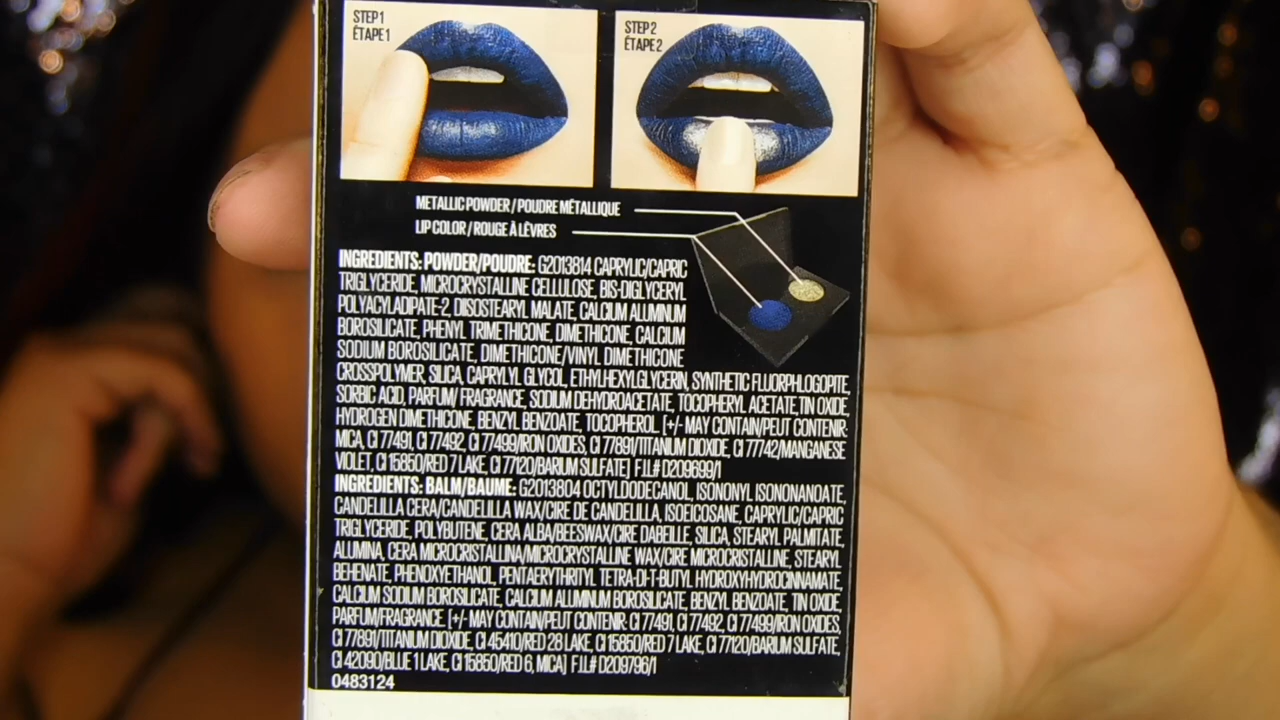 STEP 1
ÉTAPE 1
STEP 2
ÉTAPE 2
METALLIC POWDER / POUDRE MÉTALLIQUE
LIP COLOR / ROUGE À LÈVRES
INGREDIENTS: POWDER/POUDRE: G2013814 CAPRYLIC/CAPRIC
TRIGLYCERIDE, MICROCRYSTALLINE CELLULOSE, BIS-DIGLYCERYL
POLYACYLADIPATE-2, DIISOSTEARYL MALATE, CALCIUM ALUMINUM
BOROSILICATE, PHENYL TRIMETHICONE, DIMETHICONE, CALCIUM
SODIUM BOROSILICATE, DIMETHICONE/VINYL DIMETHICONE
CROSSPOLYMER, SILICA, CAPRYLYL GLYCOL, ETHYLHEXYLGLYCERIN, SYNTHETIC FLUORPHLOGOPITE,
SORBIC ACID, PARFUM/ FRAGRANCE, SODIUM DEHYDROACETATE, TOCOPHERYL ACETATE,TIN OXIDE,
HYDROGEN DIMETHICONE, BENZYL BENZOATE, TOCOPHEROL. [+/- MAY CONTAIN/PEUT CONTENIR:
MICA, CI 77491, CI 77492, CI 77499/IRON OXIDES, CI 77891/TITANIUM DIOXIDE, CI 77742/MANGANESE
VIOLET, CI 15850/RED 7 LAKE, CI 77120/BARIUM SULFATE] F.I.L# D209699/1
INGREDIENTS: BALM/BAUME: G2013804 OCTYLDODECANOL, ISONONYL ISONONANOATE,
CANDELILLA CERA/CANDELILLA WAX/CIRE DE CANDELILLA, ISOEICOSANE, CAPRYLIC/CAPRIC
TRIGLYCERIDE, POLYBUTENE, CERA ALBA/BEESWAX/CIRE DABEILLE, SILICA, STEARYL PALMITATE,
ALUMINA, CERA MICROCRISTALLINA/MICROCRYSTALLINE WAX/CIRE MICROCRISTALLINE, STEARYL
BEHENATE, PHENOXYETHANOL, PENTAERYTHRITYL TETRA-DI-T-BUTYL HYDROXYHYDROCINNAMATE,
CALCIUM SODIUM BOROSILICATE, CALCIUM ALUMINUM BOROSILICATE, BENZYL BENZOATE, TIN OXIDE,
PARFUM/FRAGRANCE. [+/- MAY CONTAIN/PEUT CONTENIR: CI 77491, CI 77492, CI 77499/IRON OXIDES,
CI 77891/TITANIUM DIOXIDE, CI 45410/RED 28 LAKE, CI 15850/RED 7 LAKE, CI 77120/BARIUM SULFATE,
CI 42090/BLUE 1 LAKE, CI 15850/RED 6, MICA] F.I.L# D209796/1
0483124